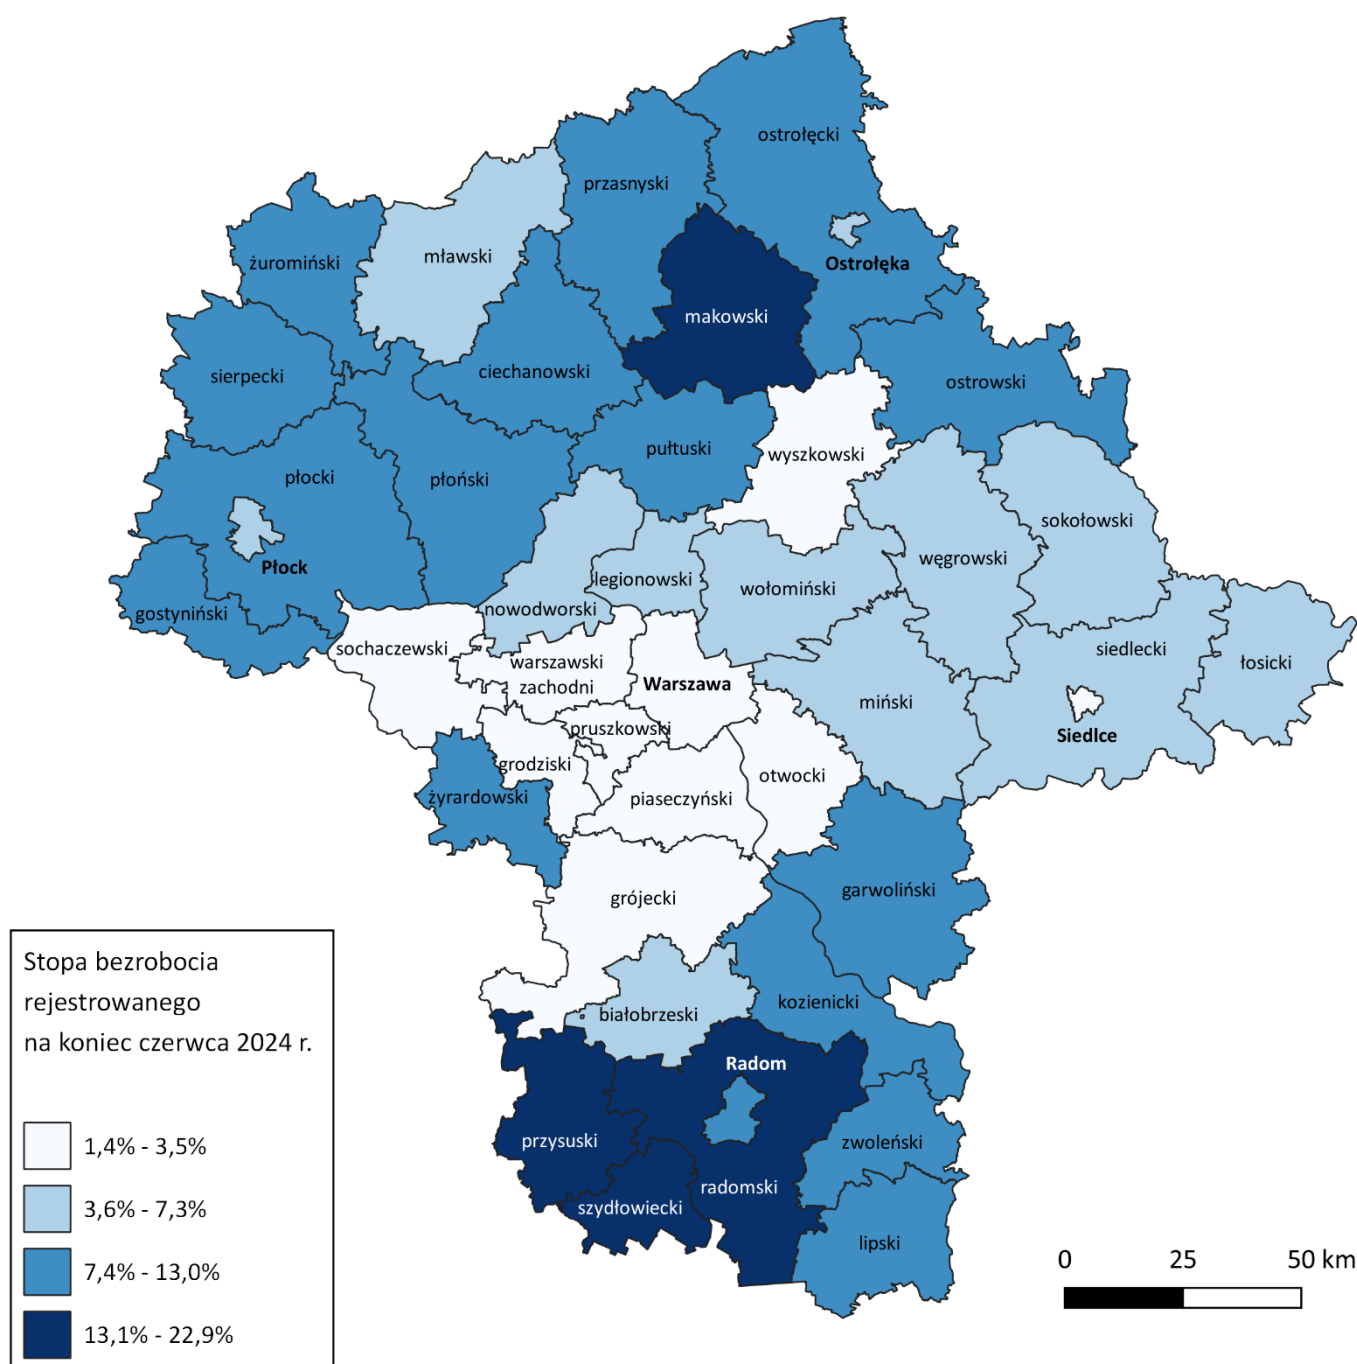 ostrołęcki
przasnyski
mławski
żuromiński
Ostrołęka
makowski
ciechanowski
sierpecki
ostrowski
pułtuski
wyszkowski
płocki
płoński
sokołowski
węgrowski
Płock
legionowski
wołomiński
nowodworski
gostyniński
sochaczewski
siedlecki
warszawski
zachodni
łosicki
Warszawa
miński
pruszkowski
Siedlce
grodziski
otwocki
żyrardowski
piaseczyński
garwoliński
grójecki
kozienicki
białobrzeski
Radom
przysuski
zwoleński
radomski
szydłowiecki
lipski
Stopa bezrobocia
rejestrowanego
na koniec czerwca 2024 r.
1,4% - 3,5%
3,6% - 7,3%
7,4% - 13,0%
13,1% - 22,9%
0 25 50 km